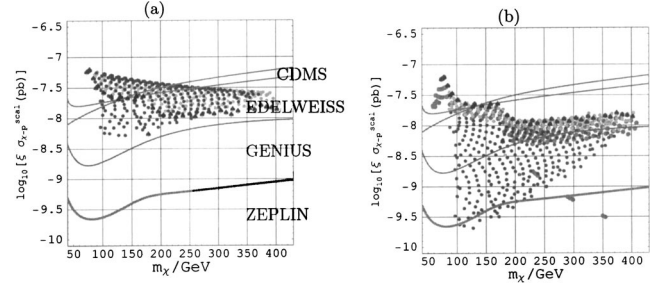 (a)
-6.5
-7
-7.5
-8
-8.5
-9
-9.5
-10
log₁₀[ξ σχ-p scal(pb)]
CDMS
EDELWEISS
GENIUS
ZEPLIN
50 100 150 200 250 300 350 400
mχ/GeV
(b)
-6.5
-7
-7.5
-8
-8.5
-9
-9.5
-10
log₁₀[ξ σχ-p scal(pb)]
50 100 150 200 250 300 350 400
mχ/GeV